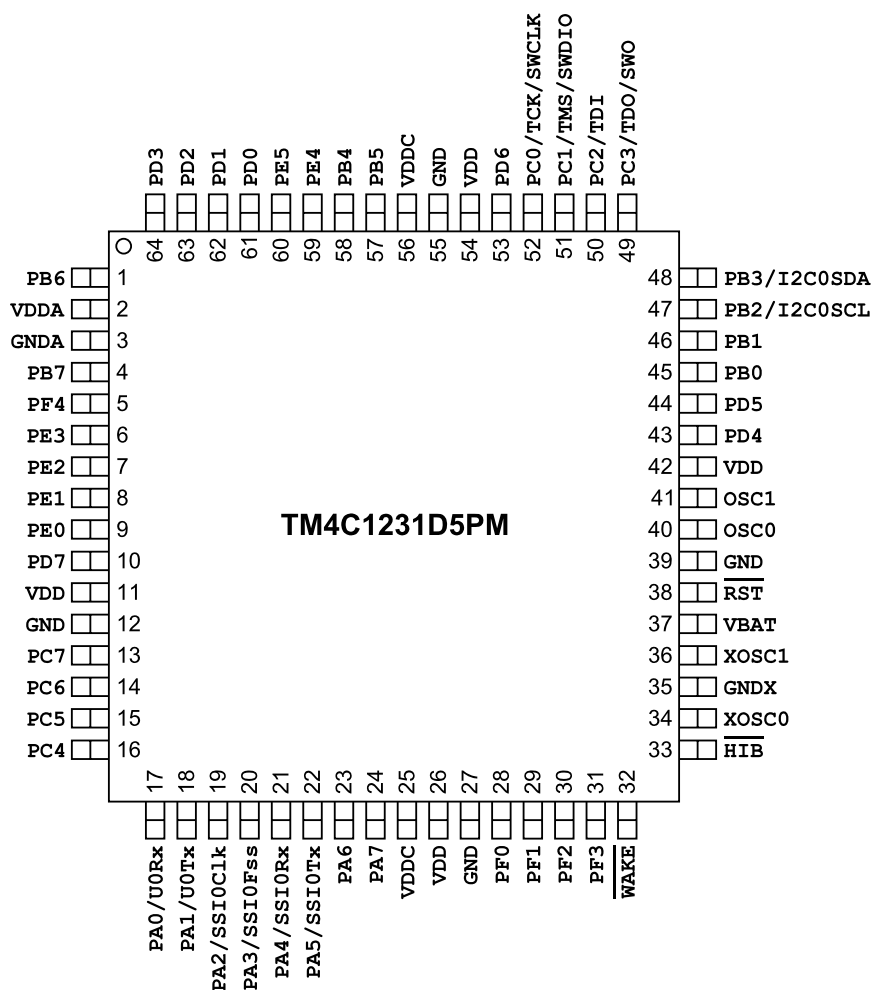 PD3
PD2
PD1
PD0
PE5
PE4
PB4
PB5
VDDC
GND
VDD
PD6
PC0/TCK/SWCLK
PC1/TMS/SWDIO
PC2/TDI
PC3/TDO/SWO
64
63
62
61
60
59
58
57
56
55
54
53
52
51
50
49
PB6 1
VDDA 2
GNDA 3
PB7 4
PF4 5
PE3 6
PE2 7
PE1 8
PE0 9
PD7 10
VDD 11
GND 12
PC7 13
PC6 14
PC5 15
PC4 16
TM4C1231D5PM
48 PB3/I2C0SDA
47 PB2/I2C0SCL
46 PB1
45 PB0
44 PD5
43 PD4
42 VDD
41 OSC1
40 OSC0
39 GND
38 RST
37 VBAT
36 XOSC1
35 GNDX
34 XOSC0
33 HIB
17
18
19
20
21
22
23
24
25
26
27
28
29
30
31
32
PA0/U0Rx
PA1/U0Tx
PA2/SSI0Clk
PA3/SSI0Fss
PA4/SSI0Rx
PA5/SSI0Tx
PA6
PA7
VDDC
VDD
GND
PF0
PF1
PF2
PF3
WAKE